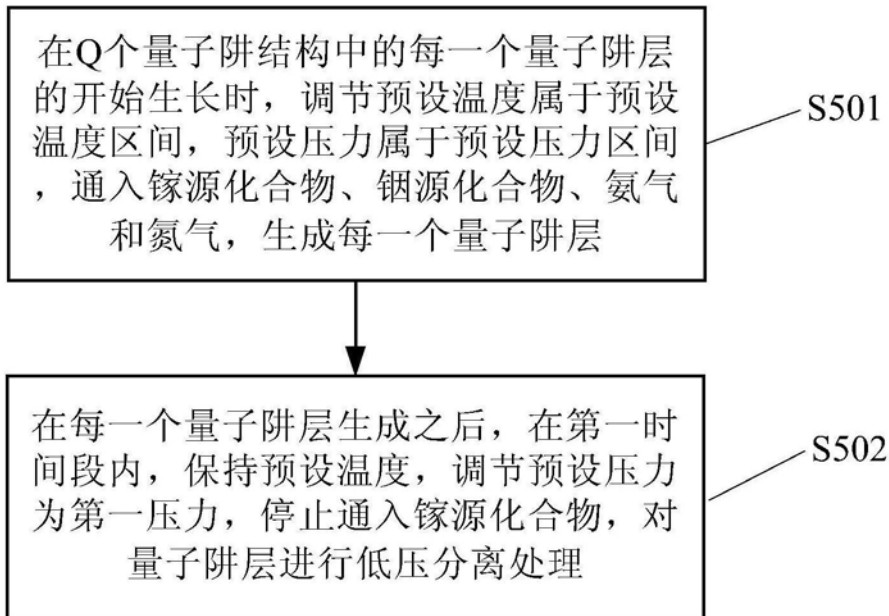 在Q个量子阱结构中的每一个量子阱层
的开始生长时，调节预设温度属于预设
温度区间，预设压力属于预设压力区间
，通入镓源化合物、铟源化合物、氨气
和氮气，生成每一个量子阱层
S501
在每一个量子阱层生成之后，在第一时
间段内，保持预设温度，调节预设压力
为第一压力，停止通入镓源化合物，对
量子阱层进行低压分离处理
S502